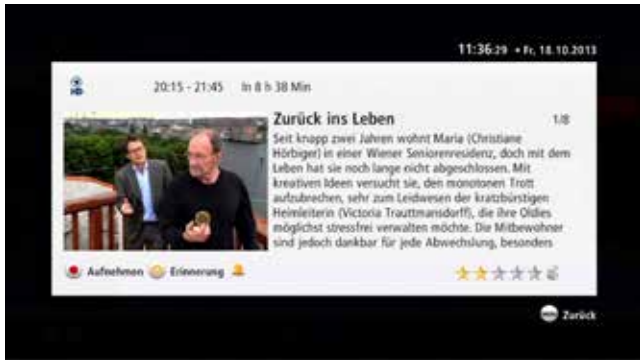 11:36:29 • Fr, 18.10.2013
HD 20:15 - 21:45 In 8 h 38 Min
Zurück ins Leben 1/8
Seit knapp zwei Jahren wohnt Maria (Christiane
Hörbiger) in einer Wiener Seniorenresidenz, doch mit dem
Leben hat sie noch lange nicht abgeschlossen. Mit
kreativen Ideen versucht sie, den monotonen Trott
aufzubrechen, sehr zum Leidwesen der kratzbürstigen
Heimleiterin (Victoria Trauttmansdorff), die ihre Oldies
möglichst stressfrei verwalten möchte. Die Mitbewohner
sind jedoch dankbar für jede Abwechslung, besonders
Aufnehmen Erinnerung
Zurück